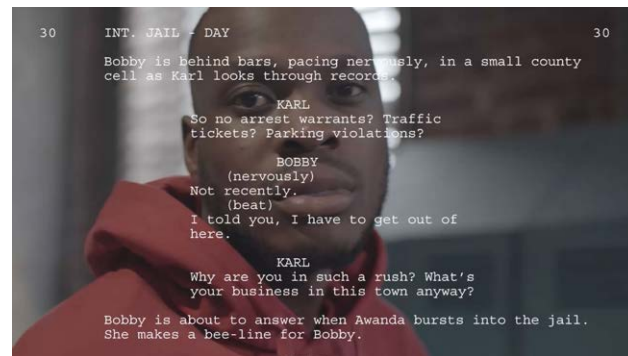 30 INT. JAIL - DAY 30
Bobby is behind bars, pacing nervously, in a small county
cell as Karl looks through records.
KARL
So no arrest warrants? Traffic
tickets? Parking violations?
BOBBY
(nervously)
Not recently.
(beat)
I told you, I have to get out of
here.
KARL
Why are you in such a rush? What's
your business in this town anyway?
Bobby is about to answer when Awanda bursts into the jail.
She makes a bee-line for Bobby.